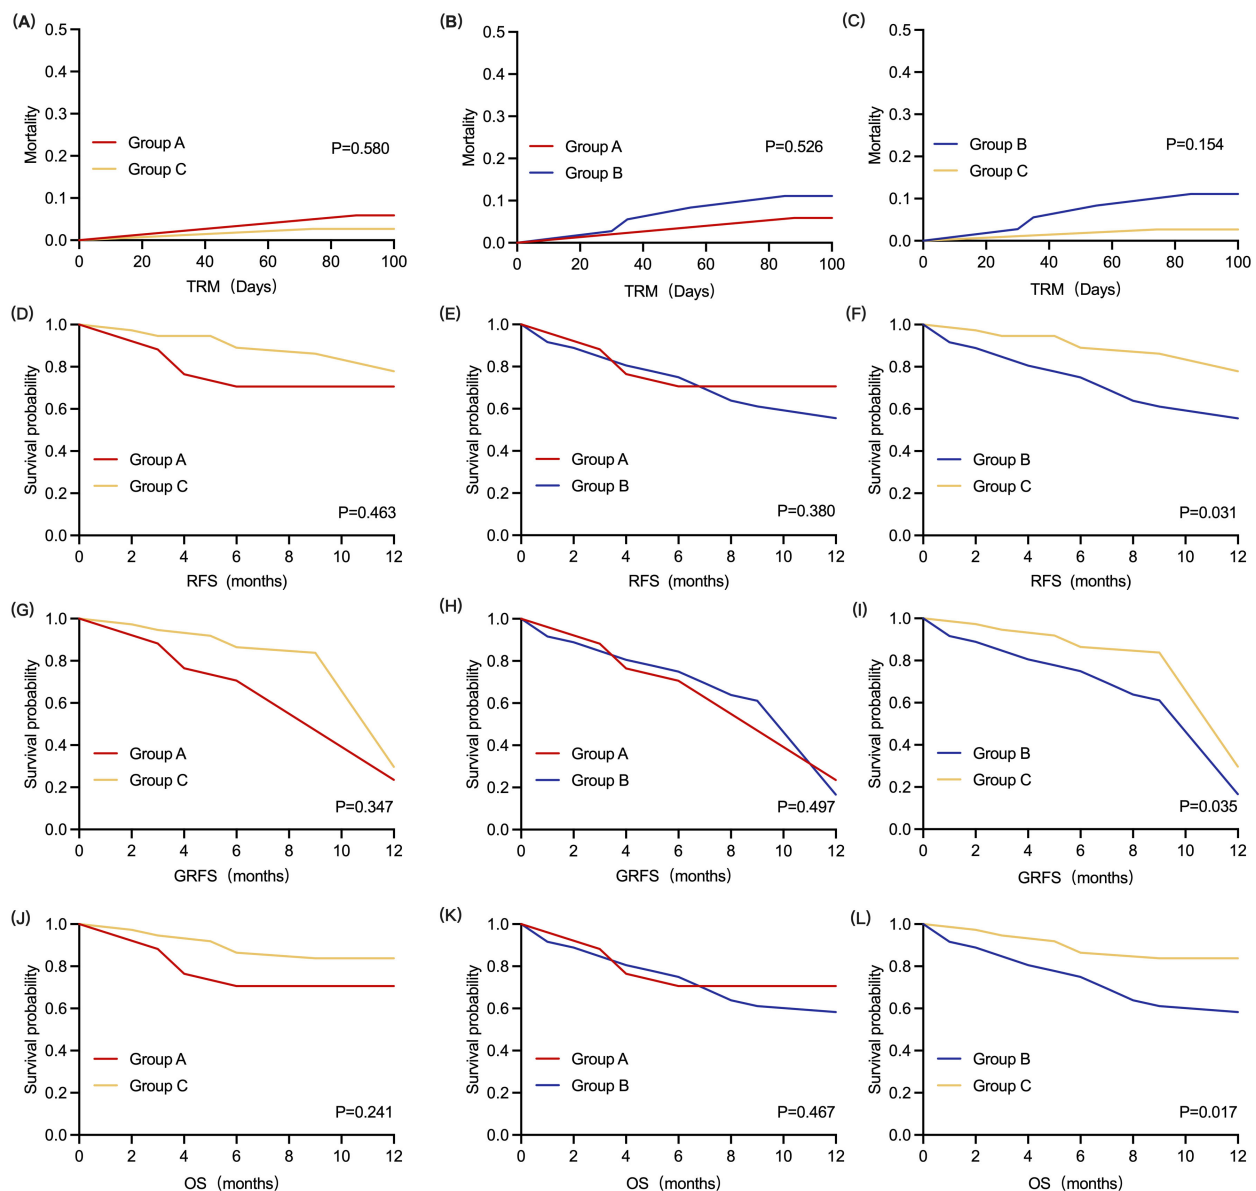 (A)
0.5
0.4
0.3
0.2
0.1
0.0
Mortality
Group A
Group C
P=0.580
0 20 40 60 80 100
TRM (Days)
(B)
0.5
0.4
0.3
0.2
0.1
0.0
Mortality
Group A
Group B
P=0.526
0 20 40 60 80 100
TRM (Days)
(C)
0.5
0.4
0.3
0.2
0.1
0.0
Mortality
Group B
Group C
P=0.154
0 20 40 60 80 100
TRM (Days)
(D)
1.0
0.8
0.6
0.4
0.2
0.0
Survival probability
Group A
Group C
P=0.463
0 2 4 6 8 10 12
RFS (months)
(E)
1.0
0.8
0.6
0.4
0.2
0.0
Survival probability
Group A
Group B
P=0.380
0 2 4 6 8 10 12
RFS (months)
(F)
1.0
0.8
0.6
0.4
0.2
0.0
Survival probability
Group B
Group C
P=0.031
0 2 4 6 8 10 12
RFS (months)
(G)
1.0
0.8
0.6
0.4
0.2
0.0
Survival probability
Group A
Group C
P=0.347
0 2 4 6 8 10 12
GRFS (months)
(H)
1.0
0.8
0.6
0.4
0.2
0.0
Survival probability
Group A
Group B
P=0.497
0 2 4 6 8 10 12
GRFS (months)
(I)
1.0
0.8
0.6
0.4
0.2
0.0
Survival probability
Group B
Group C
P=0.035
0 2 4 6 8 10 12
GRFS (months)
(J)
1.0
0.8
0.6
0.4
0.2
0.0
Survival probability
Group A
Group C
P=0.241
0 2 4 6 8 10 12
OS (months)
(K)
1.0
0.8
0.6
0.4
0.2
0.0
Survival probability
Group A
Group B
P=0.467
0 2 4 6 8 10 12
OS (months)
(L)
1.0
0.8
0.6
0.4
0.2
0.0
Survival probability
Group B
Group C
P=0.017
0 2 4 6 8 10 12
OS (months)